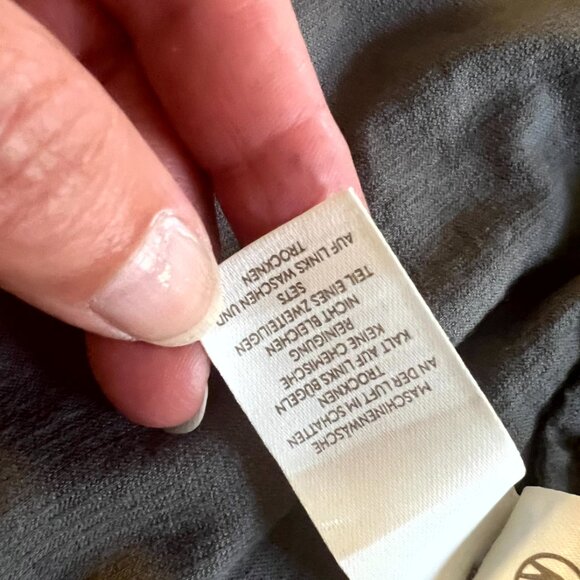 MASCHINENWÄSCHE
AN DER LUFT IM SCHATTEN
TROCKNEN
KALT AUF LINKS BÜGELN
KEINE CHEMISCHE
REINIGUNG
NICHT BLEICHEN
TEIL EINES ZWEITEILIGEN
SETS
AUF LINKS WASCHEN UND
TROCKNEN